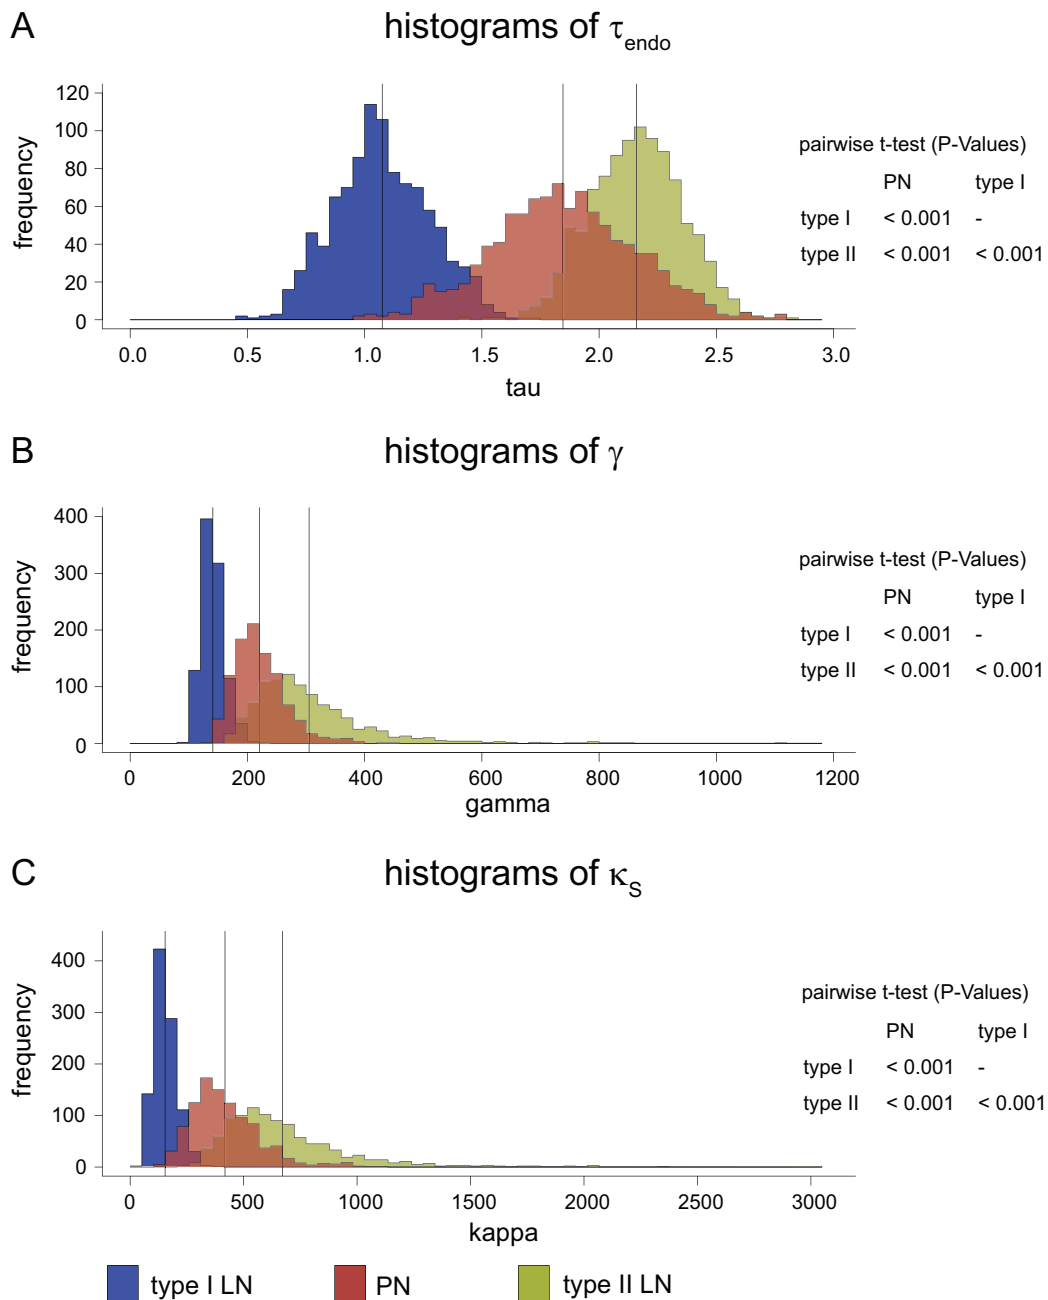 A
histograms of τendo
frequency
120
100
80
60
40
20
0
0.0 0.5 1.0 1.5 2.0 2.5 3.0
tau
pairwise t-test (P-Values)
PN type I
type I < 0.001 -
type II < 0.001 < 0.001
B
histograms of γ
frequency
400
300
200
100
0
0 200 400 600 800 1000 1200
gamma
pairwise t-test (P-Values)
PN type I
type I < 0.001 -
type II < 0.001 < 0.001
C
histograms of κS
frequency
400
300
200
100
0
0 500 1000 1500 2000 2500 3000
kappa
pairwise t-test (P-Values)
PN type I
type I < 0.001 -
type II < 0.001 < 0.001
type I LN PN type II LN